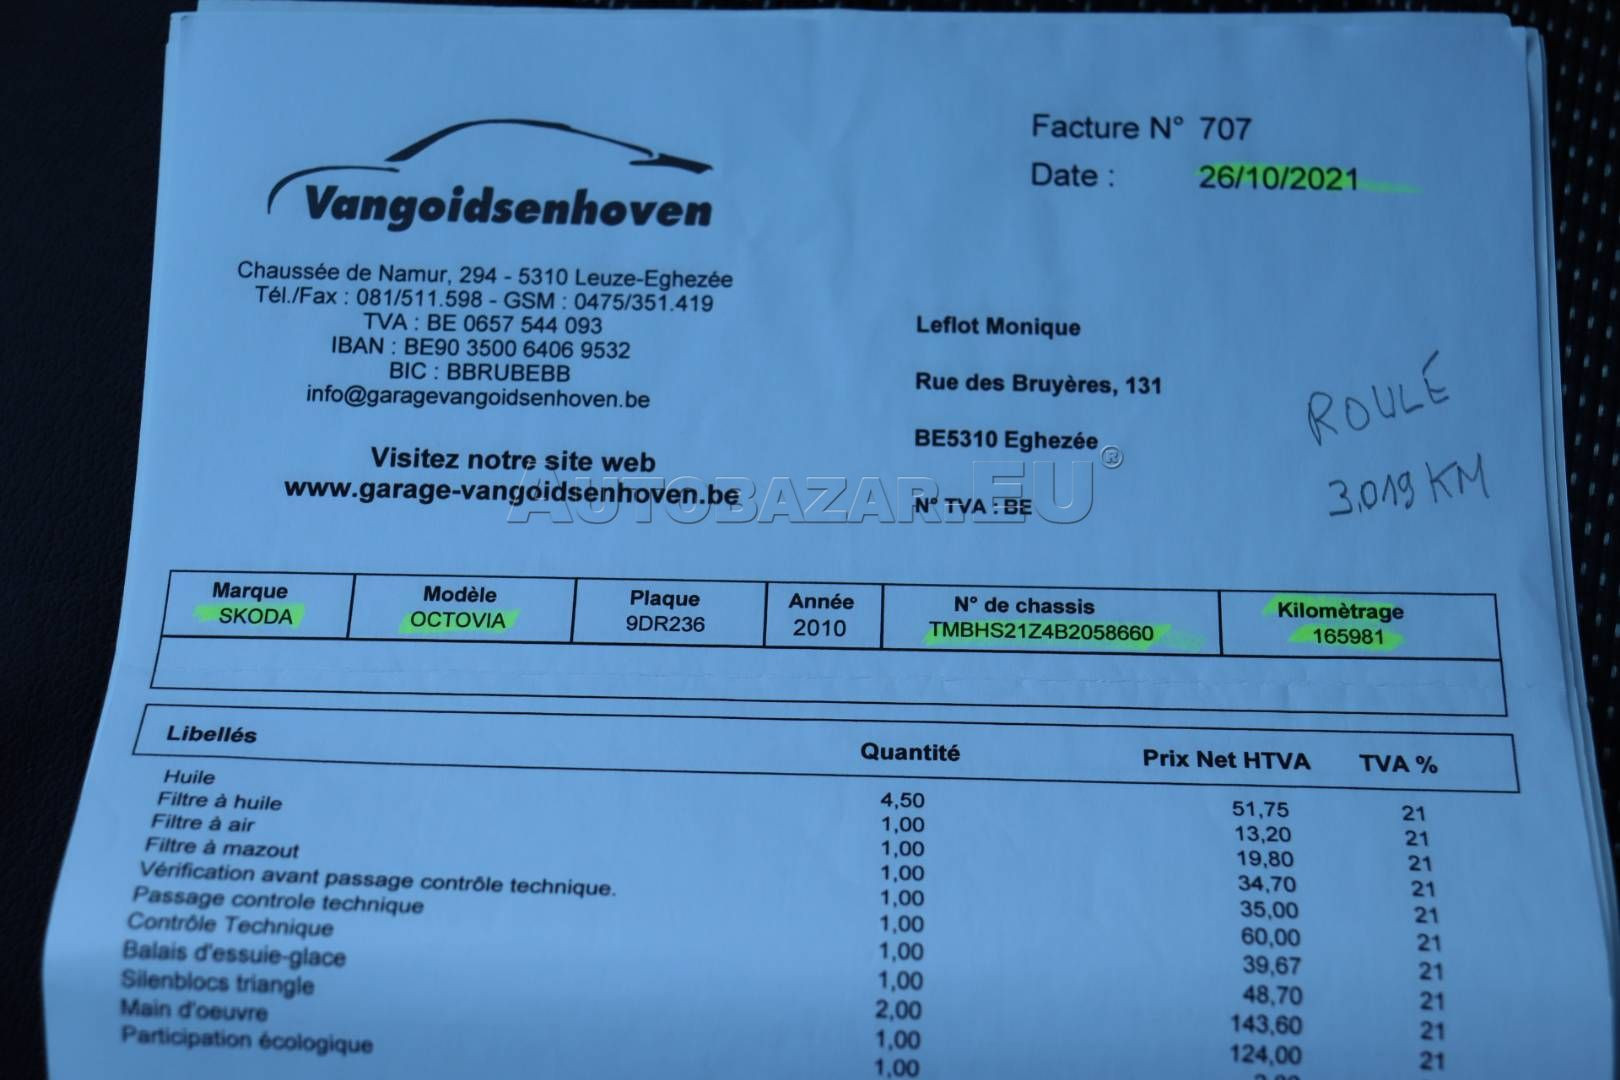 Vangoidsenhoven
Chaussée de Namur, 294 - 5310 Leuze-Eghezée
Tél./Fax : 081/511.598 - GSM : 0475/351.419
TVA : BE 0657 544 093
IBAN : BE90 3500 6406 9532
BIC : BBRUBEBB
info@garagevangoidsenhoven.be
Visitez notre site web
www.garage-vangoidsenhoven.be
Facture N° 707
Date : 26/10/2021
Leflot Monique
Rue des Bruyères, 131
BE5310 Eghezée
N° TVA : BE
ROULÉ
3.019 KM
AUTOBAZAR.EU®
Marque Modèle Plaque Année N° de chassis Kilomètrage
SKODA OCTOVIA 9DR236 2010 TMBHS21Z4B2058660 165981
Libellés Quantité Prix Net HTVA TVA %
Huile 4,50 51,75 21
Filtre à huile 1,00 13,20 21
Filtre à air 1,00 19,80 21
Filtre à mazout 1,00 34,70 21
Vérification avant passage contrôle technique. 1,00 35,00 21
Passage controle technique 1,00 60,00 21
Contrôle Technique 1,00 39,67 21
Balais d'essuie-glace 1,00 48,70 21
Silenblocs triangle 2,00 143,60 21
Main d'oeuvre 1,00 124,00 21
Participation écologique 1,00